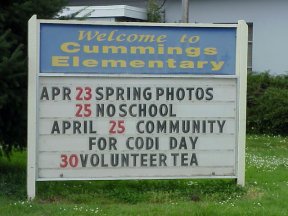 Welcome to
Cummings
Elementary
APR 23 SPRING PHOTOS
25 NO SCHOOL
APRIL 25 COMMUNITY
FOR CODI DAY
30 VOLUNTEER TEA